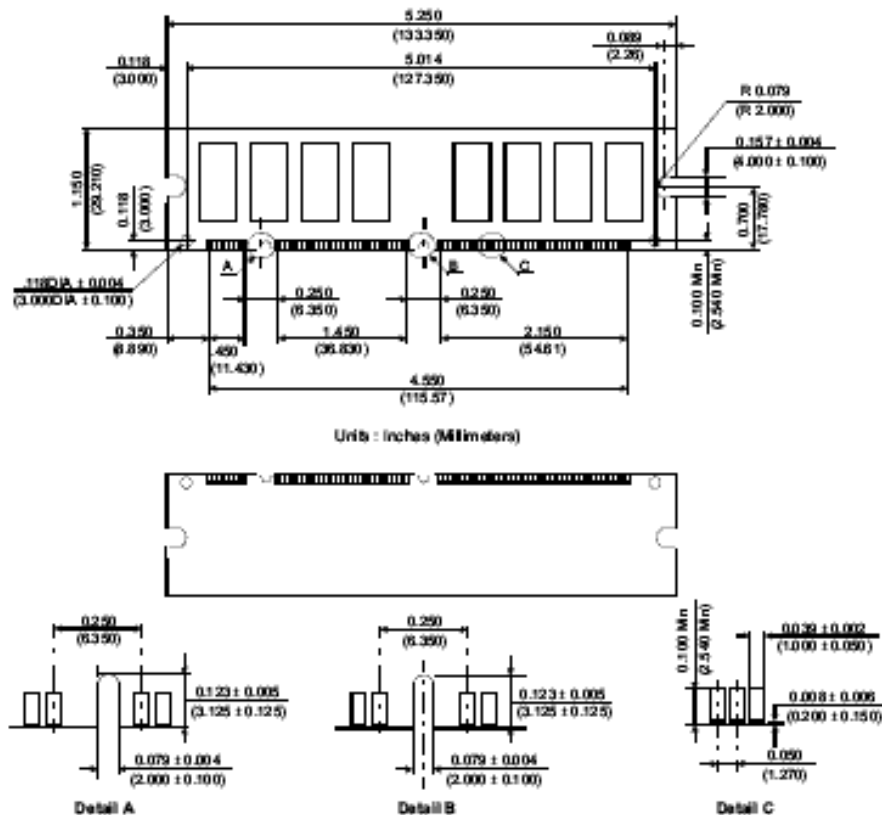 5.250
(133.350)
0.089
(2.26)
0.118
(3.000)
5.014
(127.350)
R 0.079
(R 2.000)
0.157 ± 0.004
(4.000 ± 0.100)
1.150
(29.210)
0.118
(3.000)
0.700
(17.780)
A
B
C
.118DIA ± 0.004
(3.000DIA ± 0.100)
0.250
(6.350)
0.250
(6.350)
0.100 Min
(2.540 Min)
0.350
(8.890)
.450
(11.430)
1.450
(36.830)
2.150
(54.61)
4.550
(115.57)
Units : Inches (Millimeters)
0.250
(6.350)
0.123 ± 0.005
(3.125 ± 0.125)
0.079 ± 0.004
(2.000 ± 0.100)
Detail A
0.250
(6.350)
0.123 ± 0.005
(3.125 ± 0.125)
0.079 ± 0.004
(2.000 ± 0.100)
Detail B
0.100 Min
(2.540 Min)
0.039 ± 0.002
(1.000 ± 0.050)
0.008 ± 0.006
(0.200 ± 0.150)
0.050
(1.270)
Detail C